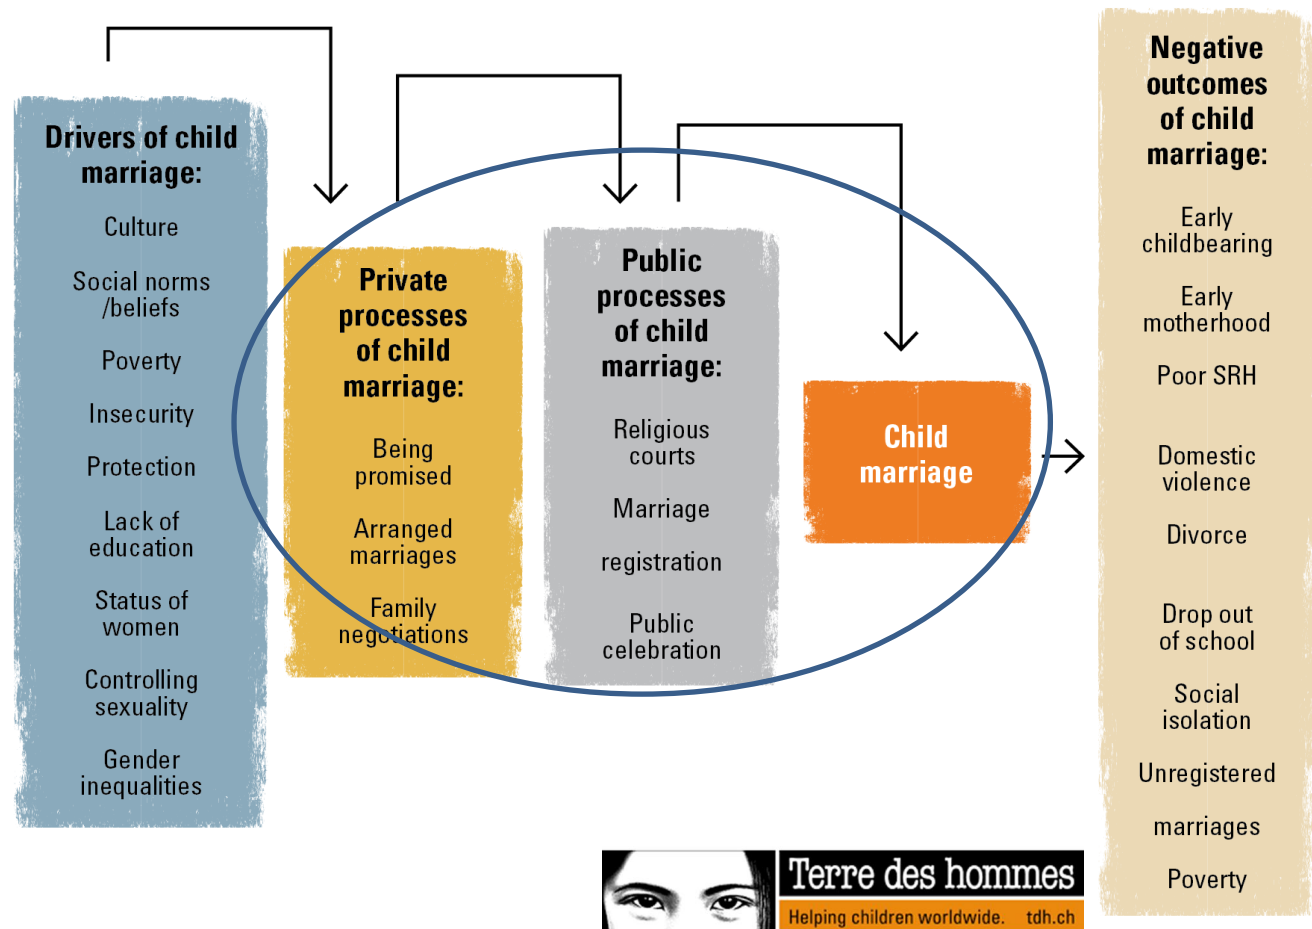 Drivers of child
marriage:
Culture
Social norms
/beliefs
Poverty
Insecurity
Protection
Lack of
education
Status of
women
Controlling
sexuality
Gender
inequalities
Private
processes
of child
marriage:
Being
promised
Arranged
marriages
Family
negotiations
Public
processes
of child
marriage:
Religious
courts
Marriage
registration
Public
celebration
Child
marriage
Negative
outcomes
of child
marriage:
Early
childbearing
Early
motherhood
Poor SRH
Domestic
violence
Divorce
Drop out
of school
Social
isolation
Unregistered
marriages
Poverty
Terre des hommes
Helping children worldwide. tdh.ch